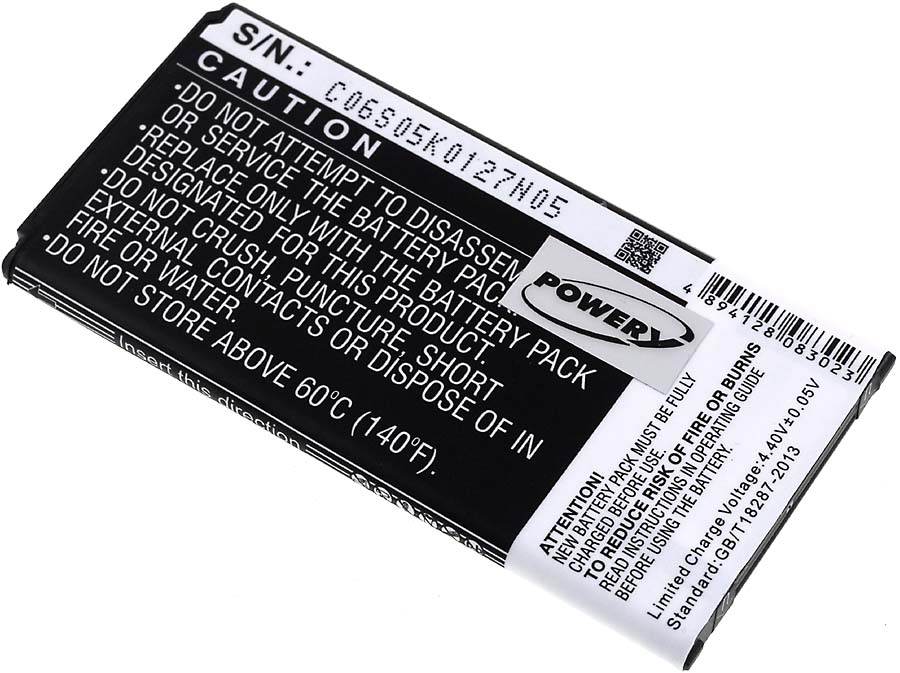 S/N.: C06S05K0127N05
CAUTION
•DO NOT ATTEMPT TO DISASSEM
OR SERVICE THE BATTERY PACK.
•REPLACE ONLY WITH THE BATTERY PACK
DESIGNATED FOR THIS PRODUCT.
•DO NOT CRUSH, PUNCTURE, SHORT
EXTERNAL CONTACTS OR DISPOSE OF IN
FIRE OR WATER.
•DO NOT STORE ABOVE 60°C (140°F).
Insert this direction
POWERY
4 894128 083023
ATTENTION!
NEW BATTERY PACK MUST BE FULLY
CHARGED BEFORE USE.
TO REDUCE RISK OF FIRE OR BURNS
READ INSTRUCTIONS IN OPERATING GUIDE
BEFORE USING THE BATTERY.
Limited Charge Voltage:4.40V±0.05V
Standard:GB/T18287-2013